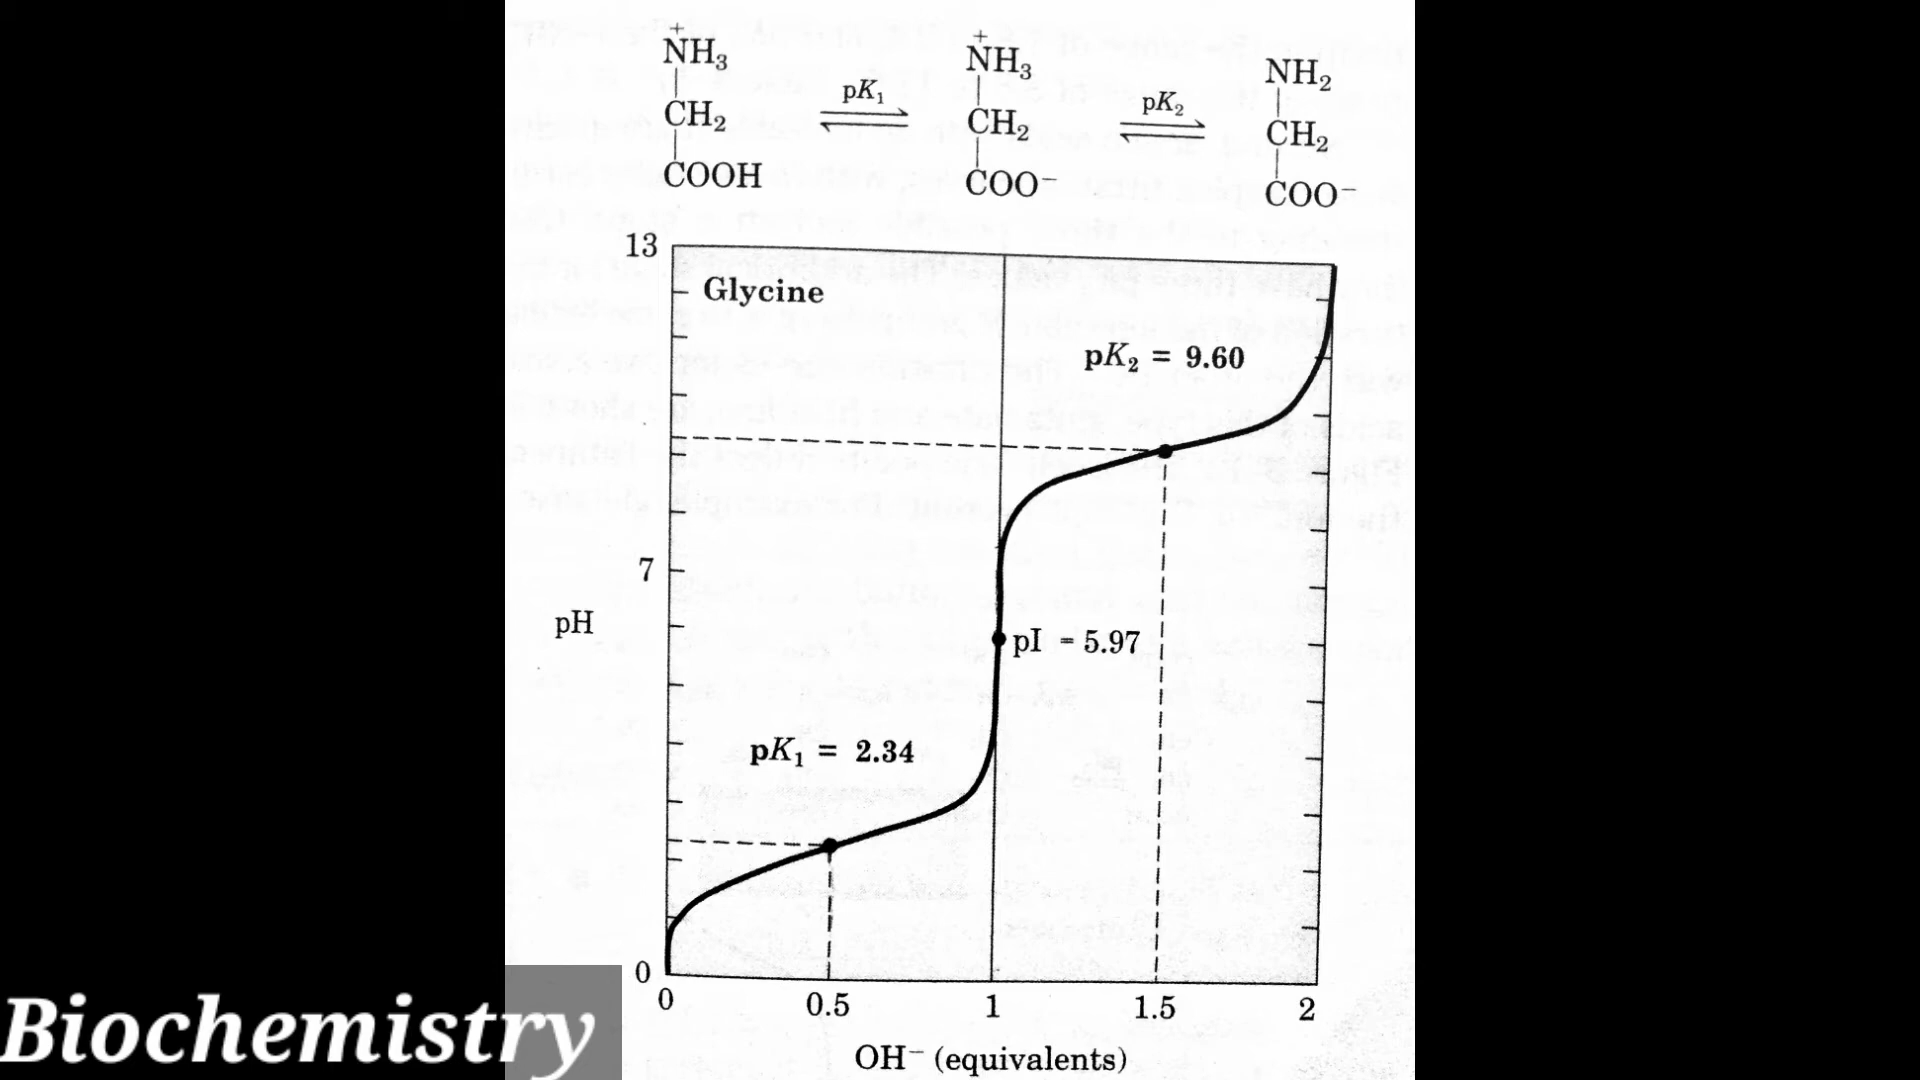 +NH3
CH2
COOH
pK1
+NH3
CH2
COO−
pK2
NH2
CH2
COO−
13
Glycine
pK2 = 9.60
7
pH
pI = 5.97
pK1 = 2.34
0
0 0.5 1 1.5 2
OH− (equivalents)
Biochemistry